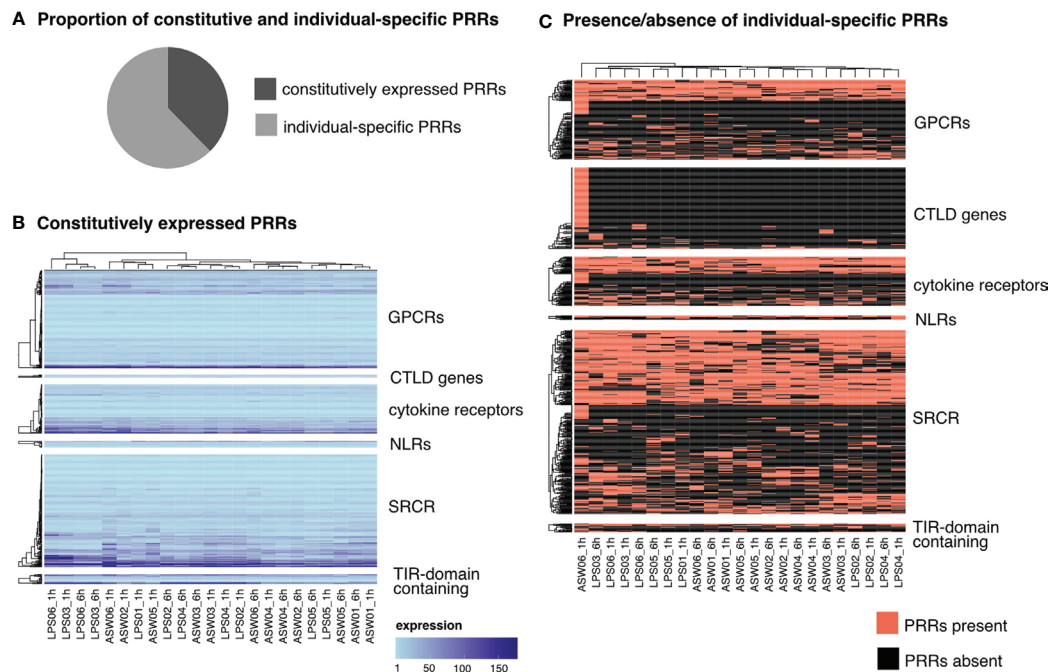 A Proportion of constitutive and individual-specific PRRs
constitutively expressed PRRs
individual-specific PRRs
B Constitutively expressed PRRs
GPCRs
CTLD genes
cytokine receptors
NLRs
SRCR
TIR-domain
containing
LPS06_1h
LPS03_1h
LPS06_6h
LPS03_6h
ASW06_1h
ASW02_1h
LPS01_1h
ASW05_1h
LPS02_6h
LPS04_6h
ASW03_6h
ASW03_1h
LPS04_1h
LPS02_1h
ASW06_6h
ASW04_6h
ASW04_1h
ASW02_6h
LPS05_6h
LPS05_1h
ASW05_6h
ASW01_6h
ASW01_1h
expression
1 50 100 150
C Presence/absence of individual-specific PRRs
GPCRs
CTLD genes
cytokine receptors
NLRs
SRCR
TIR-domain
containing
ASW06_1h
LPS03_6h
LPS06_1h
LPS03_1h
LPS06_6h
LPS05_6h
LPS05_1h
LPS01_1h
ASW06_6h
ASW01_6h
ASW01_1h
ASW05_6h
ASW05_1h
ASW02_6h
ASW02_1h
ASW04_6h
ASW04_1h
ASW03_6h
ASW03_1h
LPS02_6h
LPS02_1h
LPS04_6h
LPS04_1h
PRRs present
PRRs absent